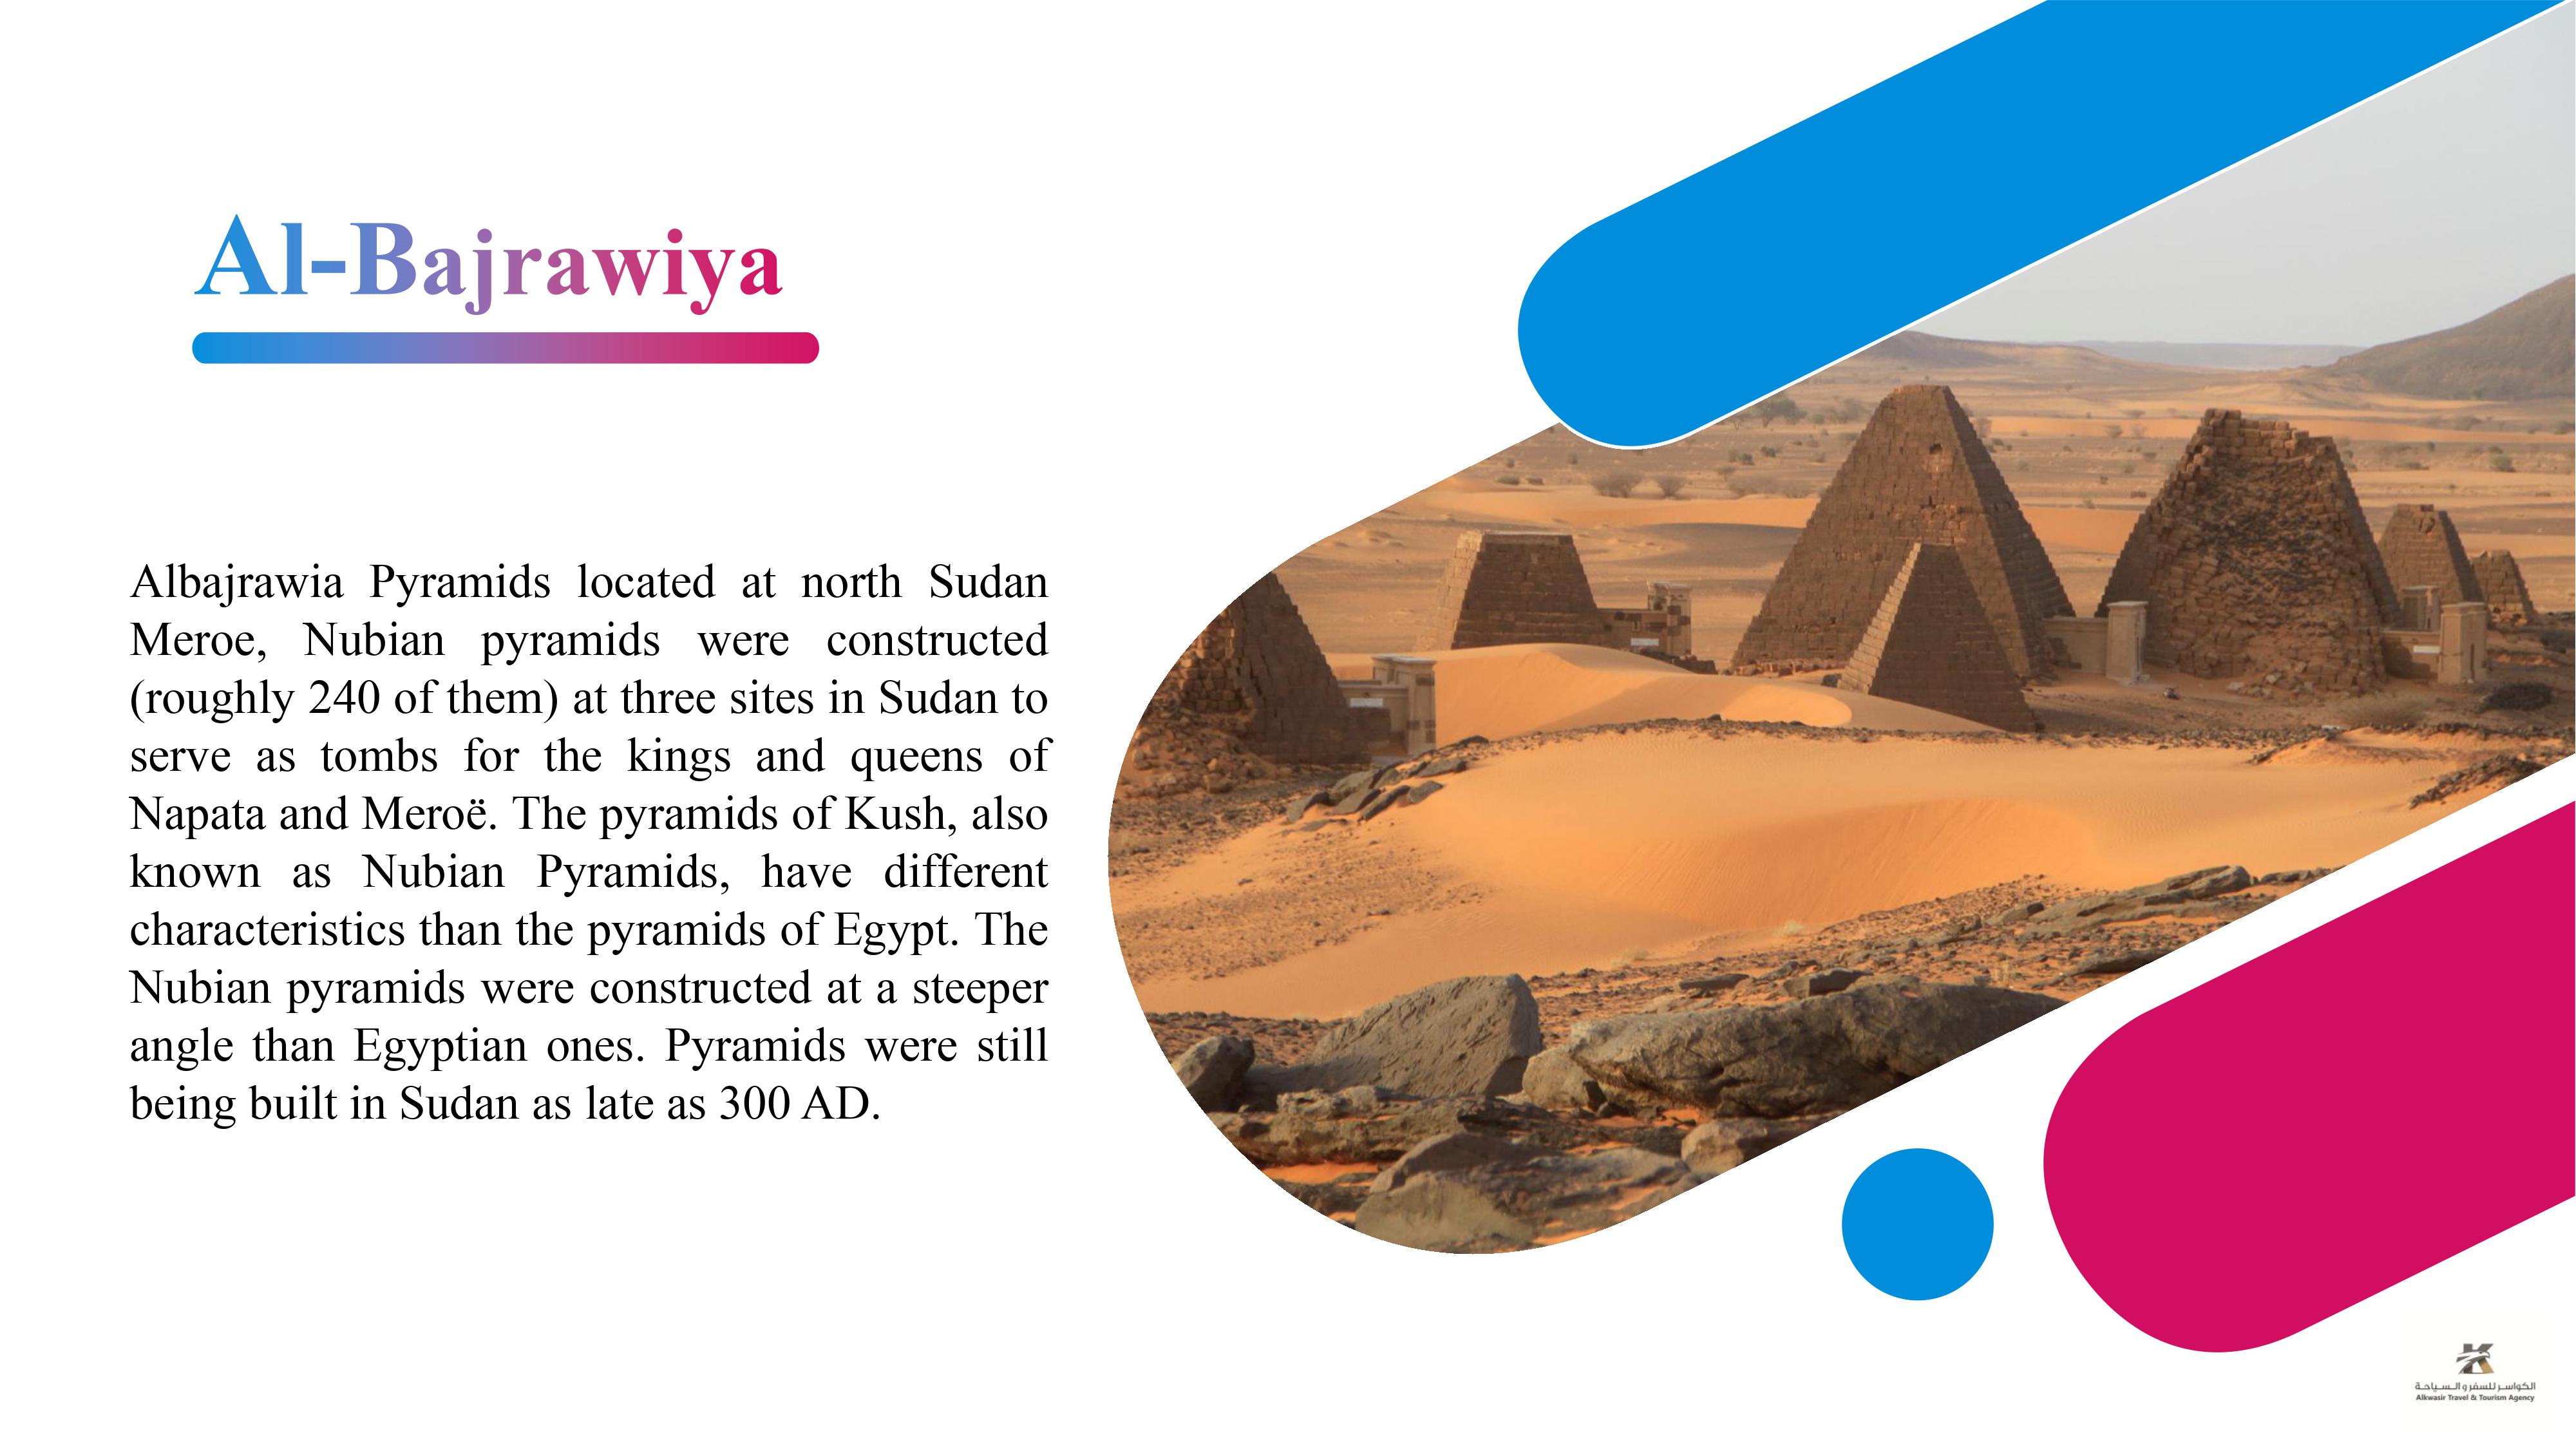 Al-Bajrawiya
Albajrawia Pyramids located at north Sudan
Meroe, Nubian pyramids were constructed
(roughly 240 of them) at three sites in Sudan to
serve as tombs for the kings and queens of
Napata and Meroë. The pyramids of Kush, also
known as Nubian Pyramids, have different
characteristics than the pyramids of Egypt. The
Nubian pyramids were constructed at a steeper
angle than Egyptian ones. Pyramids were still
being built in Sudan as late as 300 AD.
الكواسر للسفر و السياحة
Alkwasir Travel & Tourism Agency